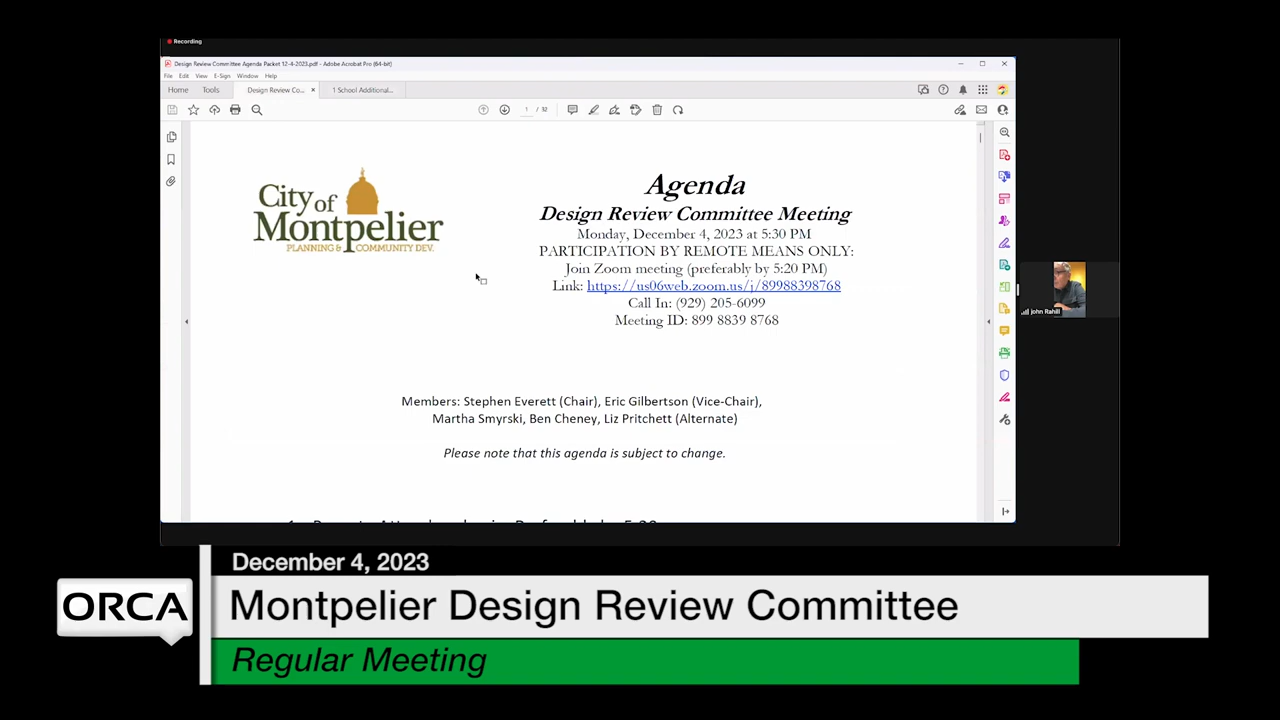 Recording
Design Review Committee Agenda Packet 12-4-2023.pdf - Adobe Acrobat Pro (64-bit)
File Edit View E-Sign Window Help
Home Tools Design Review Co... × 1 School Additional...
1 / 32
City of
Montpelier
PLANNING & COMMUNITY DEV.
Agenda
Design Review Committee Meeting
Monday, December 4, 2023 at 5:30 PM
PARTICIPATION BY REMOTE MEANS ONLY:
Join Zoom meeting (preferably by 5:20 PM)
Link: https://us06web.zoom.us/j/89988398768
Call In: (929) 205-6099
Meeting ID: 899 8839 8768
john Rahill
Members: Stephen Everett (Chair), Eric Gilbertson (Vice-Chair),
Martha Smyrski, Ben Cheney, Liz Pritchett (Alternate)
Please note that this agenda is subject to change.
December 4, 2023
ORCA
Montpelier Design Review Committee
Regular Meeting